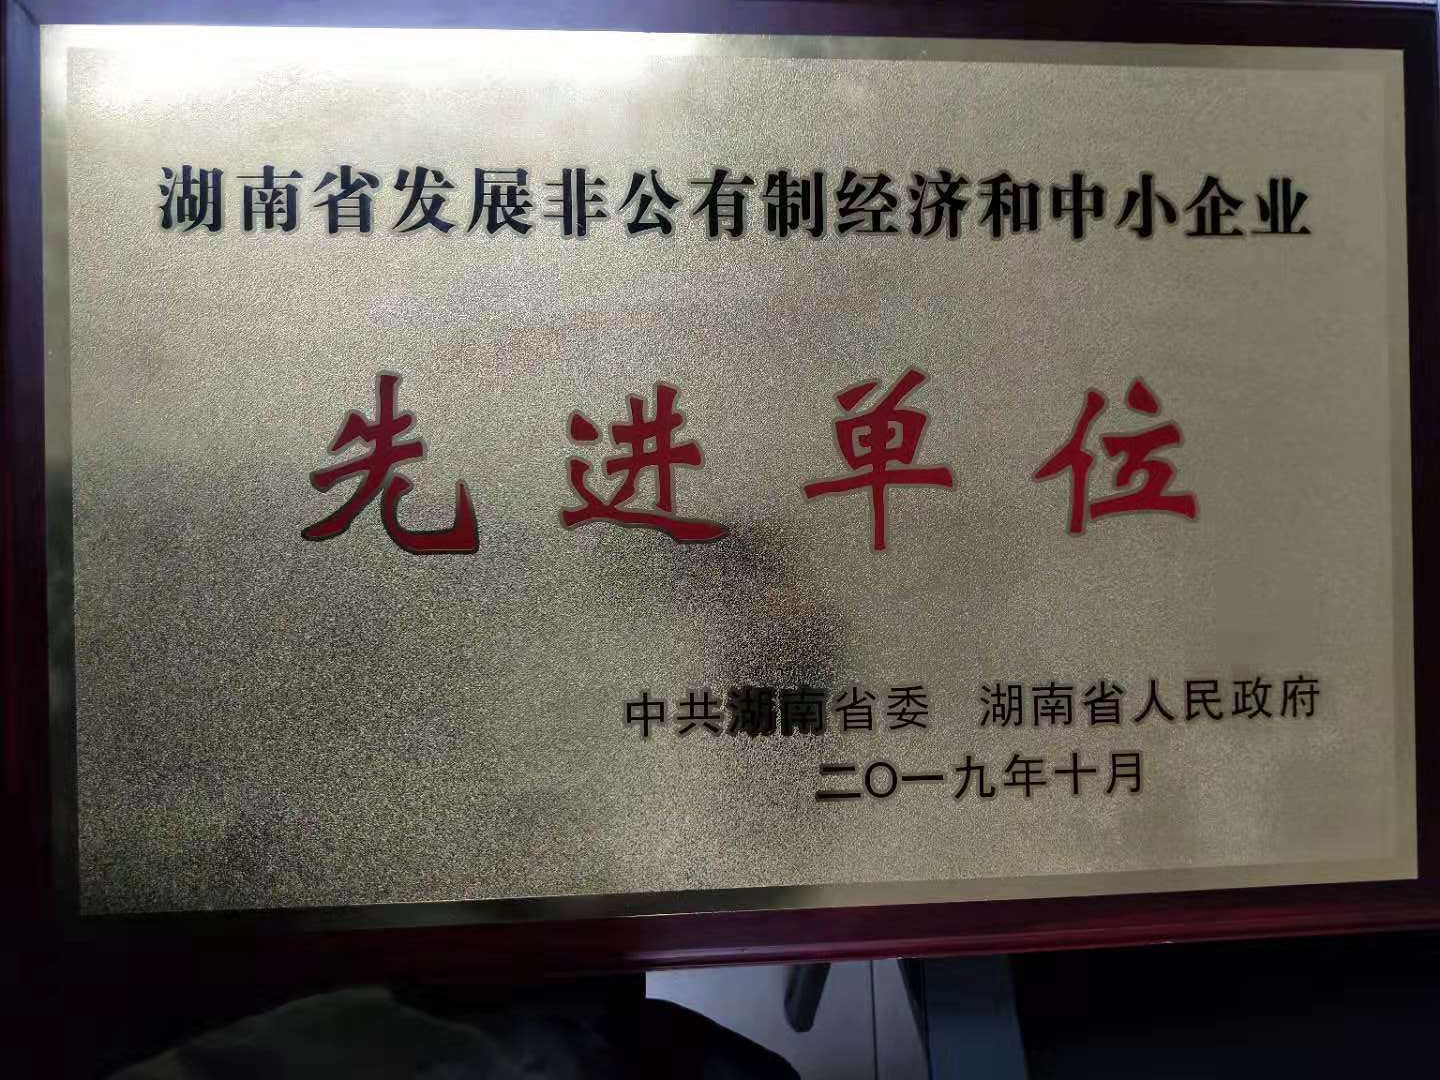 湖南省发展非公有制经济和中小企业
先进单位
中共湖南省委 湖南省人民政府
二〇一九年十月